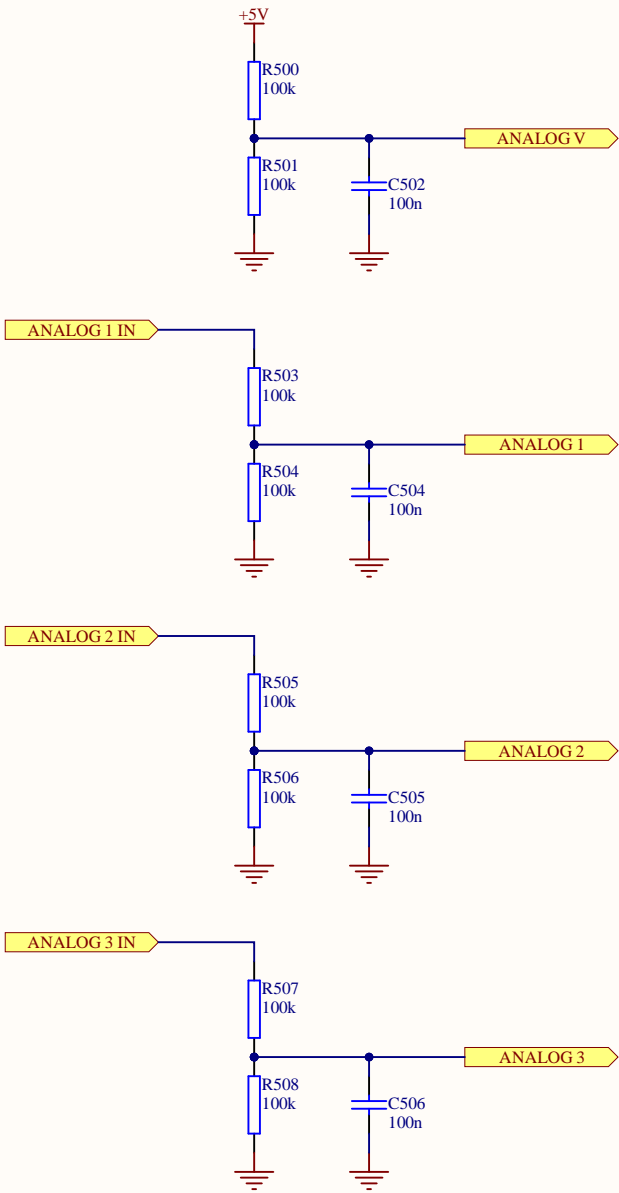 +5V
R500
100k
ANALOG V
R501
100k
C502
100n
ANALOG 1 IN
R503
100k
ANALOG 1
R504
100k
C504
100n
ANALOG 2 IN
R505
100k
ANALOG 2
R506
100k
C505
100n
ANALOG 3 IN
R507
100k
ANALOG 3
R508
100k
C506
100n